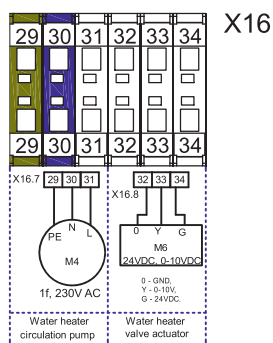 X16
29 30 31 32 33 34
29 30 31 32 33 34
X16.7 29 30 31
32 33 34
X16.8
PE N L
M4
1f, 230V AC
0 Y G
M6
24VDC, 0-10VDC
0 - GND,
Y - 0-10V,
G - 24VDC.
Water heater
circulation pump
Water heater
valve actuator